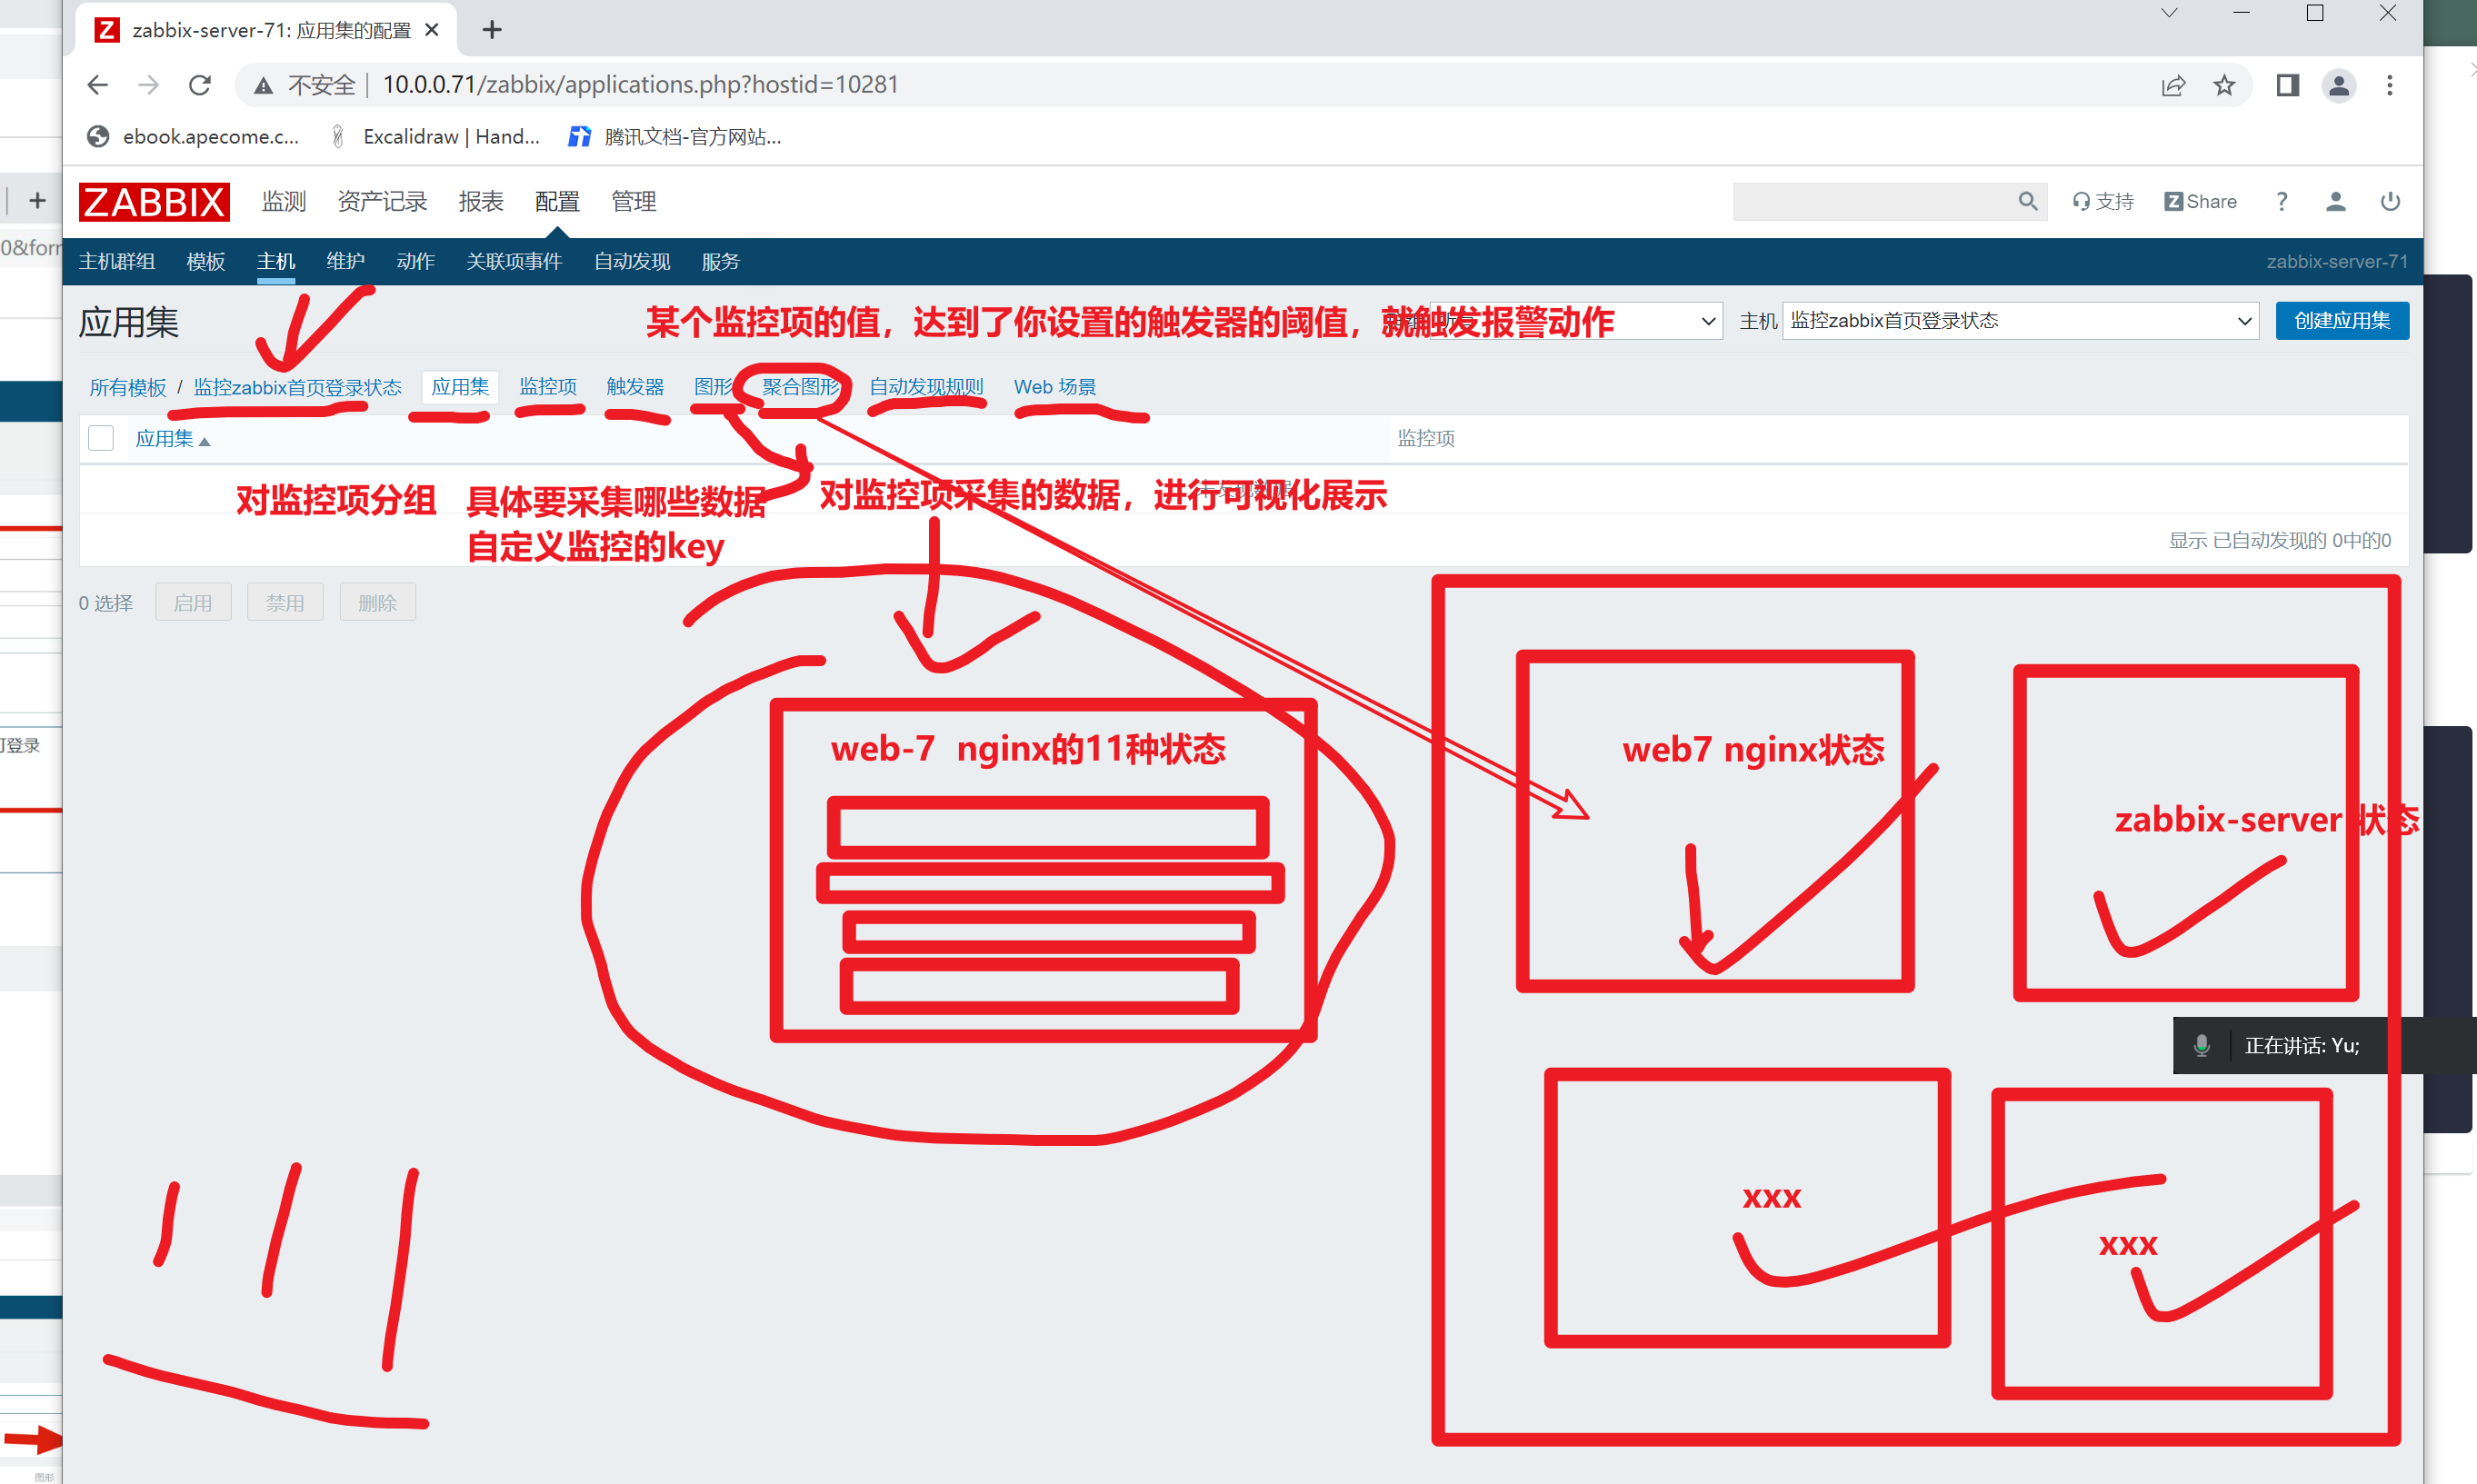 zabbix-server-71: 应用集的配置
不安全 10.0.0.71/zabbix/applications.php?hostid=10281
ebook.apecome.c... Excalidraw | Hand... 腾讯文档-官方网站...
ZABBIX 监测 资产记录 报表 配置 管理 支持 Z Share ?
0&forr
主机群组 模板 主机 维护 动作 关联项事件 自动发现 服务 zabbix-server-71
应用集 某个监控项的值，达到了你设置的触发器的阈值，就触发报警动作 主机 监控zabbix首页登录状态 创建应用集
所有模板 / 监控zabbix首页登录状态 应用集 监控项 触发器 图形 聚合图形 自动发现规则 Web 场景
应用集 监控项
对监控项分组 具体要采集哪些数据 对监控项采集的数据，进行可视化展示
自定义监控的key
显示 已自动发现的 0中的0
0 选择 启用 禁用 删除
可登录
web-7 nginx的11种状态
web7 nginx状态
zabbix-server 状态
正在讲话: Yu;
xxx
xxx
图形